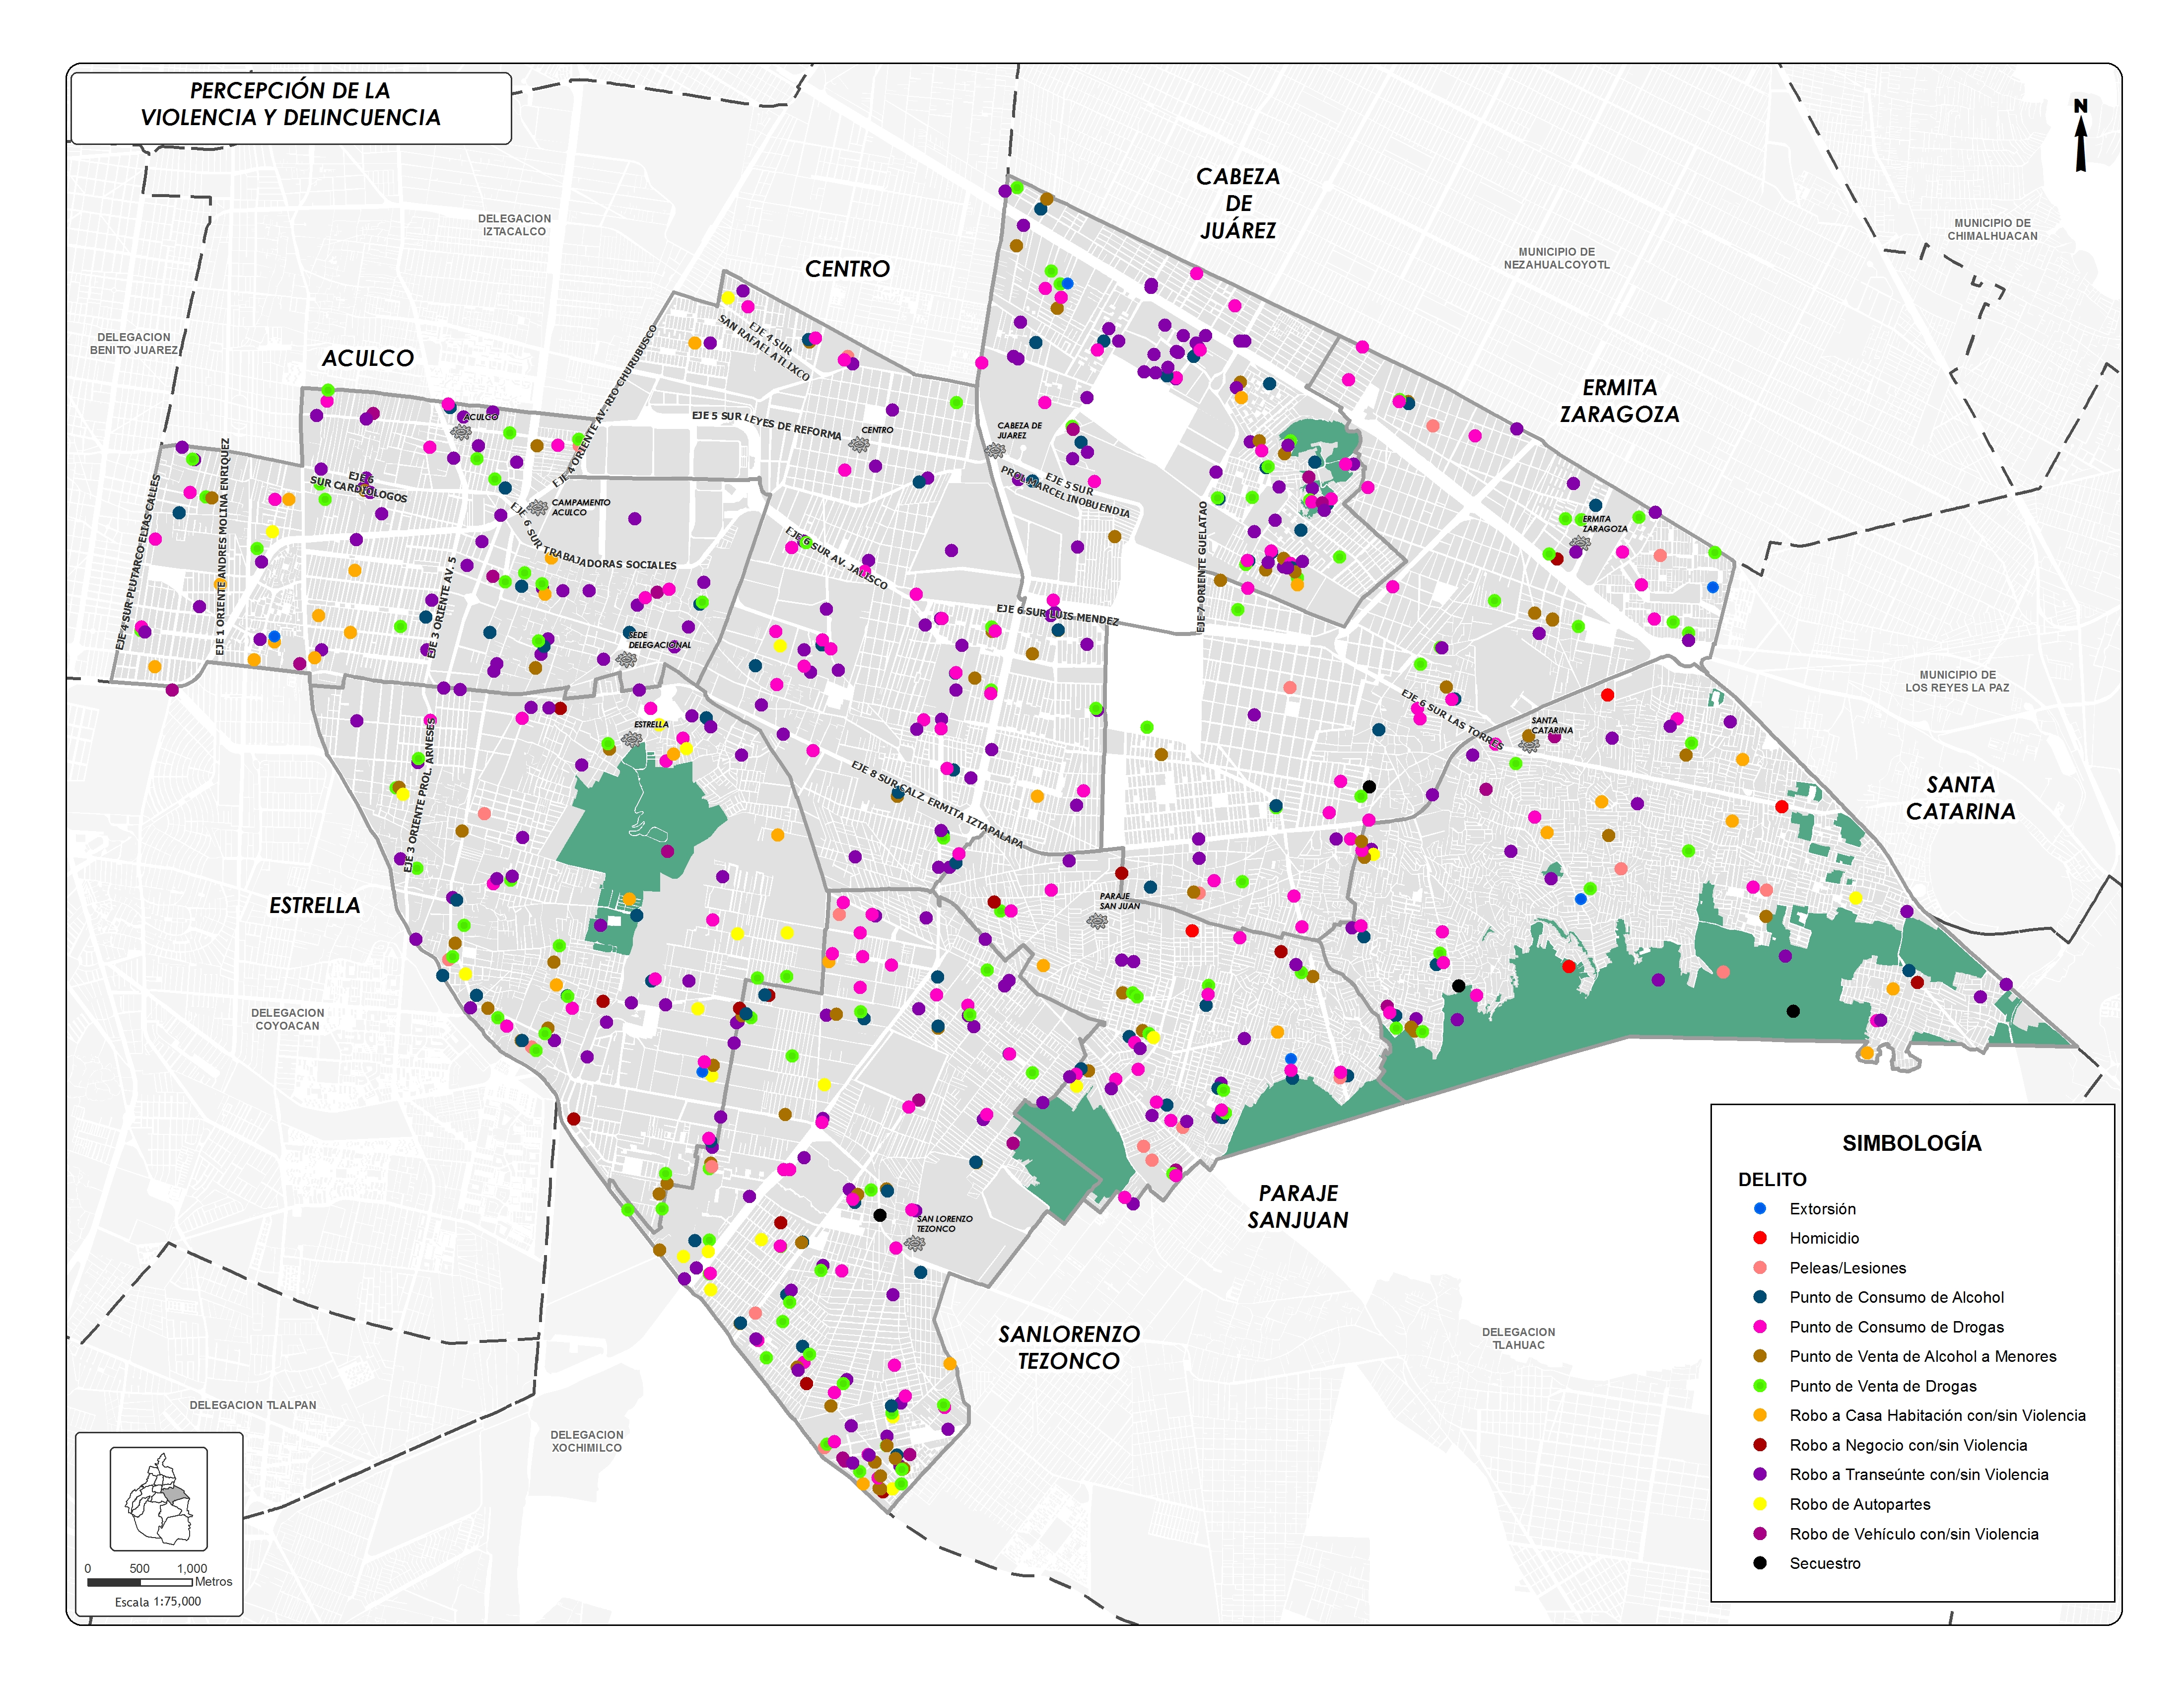 PERCEPCIÓN DE LA
VIOLENCIA Y DELINCUENCIA
N
CABEZA
DE
JUÁREZ
DELEGACION
IZTACALCO
MUNICIPIO DE
CHIMALHUACAN
MUNICIPIO DE
NEZAHUALCOYOTL
CENTRO
DELEGACION
BENITO JUAREZ
ACULCO
ERMITA
ZARAGOZA
EJE 4 SUR
SAN RAFAEL ATLIXCO
EJE 4 ORIENTE AV. RIO CHURUBUSCO
EJE 5 SUR LEYES DE REFORMA
ACULCO
CENTRO
CABEZA DE
JUAREZ
EJE 5 SUR
PROL. MARCELINO BUENDIA
EJE 5
SUR CARDIOLOGOS
CAMPAMENTO
ACULCO
EJE 6 SUR TRABAJADORAS SOCIALES
EJE 6 SUR AV. JALISCO
EJE 6 SUR LUIS MENDEZ
EJE 7 ORIENTE GUELATAO
ERMITA
ZARAGOZA
EJE 4 SUR PLUTARCO ELIAS CALLES
EJE 1 ORIENTE ANDRES MOLINA ENRIQUEZ
EJE 3 ORIENTE AV. 5
SEDE
DELEGACIONAL
MUNICIPIO DE
LOS REYES LA PAZ
EJE 6 SUR LAS TORRES
SANTA
CATARINA
ESTRELLA
EJE 3 ORIENTE PROL. ARNESES
EJE 8 SUR CALZ. ERMITA IZTAPALAPA
SANTA
CATARINA
ESTRELLA
PARAJE
SAN JUAN
DELEGACION
COYOACAN
PARAJE
SANJUAN
SAN LORENZO
TEZONCO
SANLORENZO
TEZONCO
DELEGACION
TLAHUAC
DELEGACION TLALPAN
DELEGACION
XOCHIMILCO
SIMBOLOGÍA
DELITO
Extorsión
Homicidio
Peleas/Lesiones
Punto de Consumo de Alcohol
Punto de Consumo de Drogas
Punto de Venta de Alcohol a Menores
Punto de Venta de Drogas
Robo a Casa Habitación con/sin Violencia
Robo a Negocio con/sin Violencia
Robo a Transeúnte con/sin Violencia
Robo de Autopartes
Robo de Vehículo con/sin Violencia
Secuestro
0 500 1,000
Metros
Escala 1:75,000